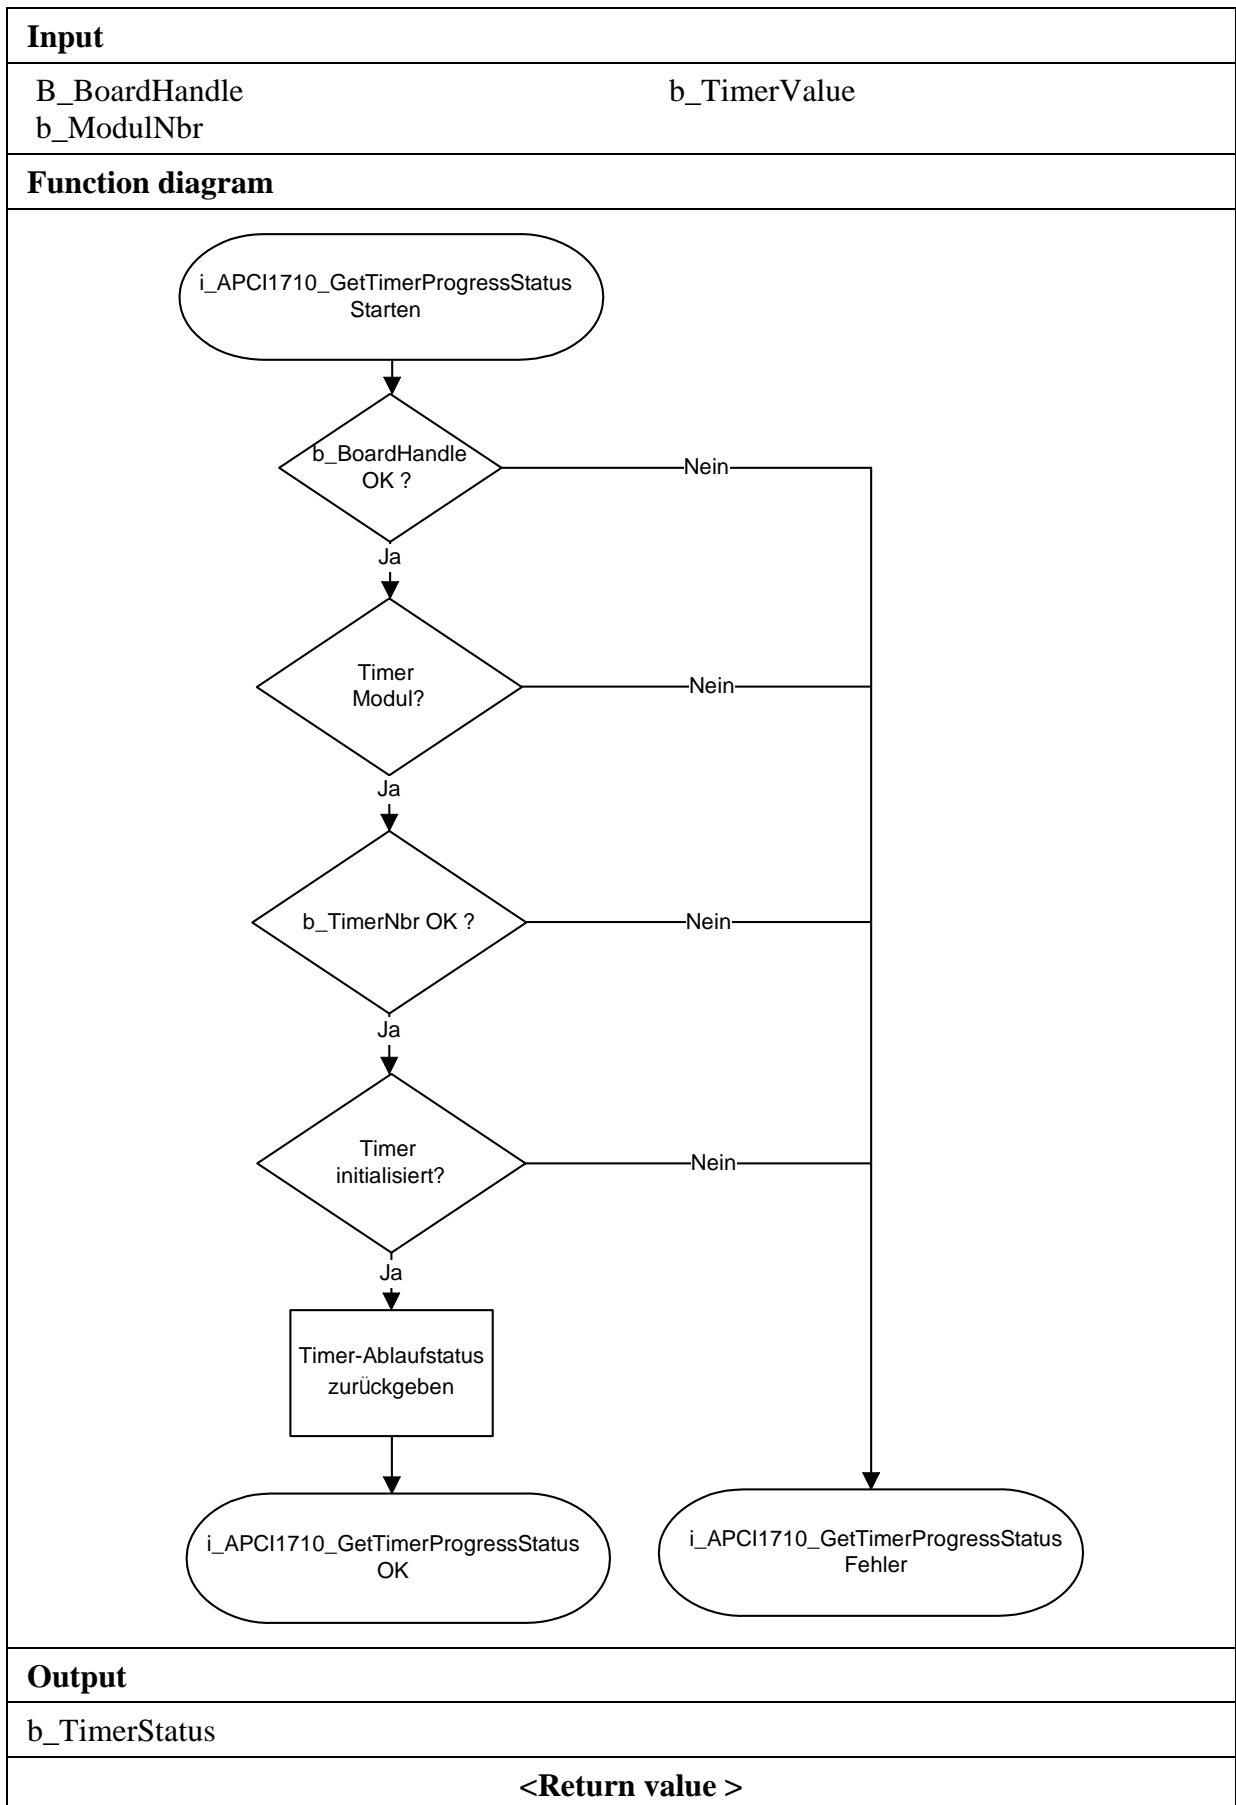 Input
B_BoardHandle b_TimerValue
b_ModulNbr
Function diagram
i_APCI1710_GetTimerProgressStatus
Starten
b_BoardHandle
OK ?
Nein
Ja
Timer
Modul?
Nein
Ja
b_TimerNbr OK ?
Nein
Ja
Timer
initialisiert?
Nein
Ja
Timer-Ablaufstatus
zurückgeben
i_APCI1710_GetTimerProgressStatus
OK
i_APCI1710_GetTimerProgressStatus
Fehler
Output
b_TimerStatus
<Return value >